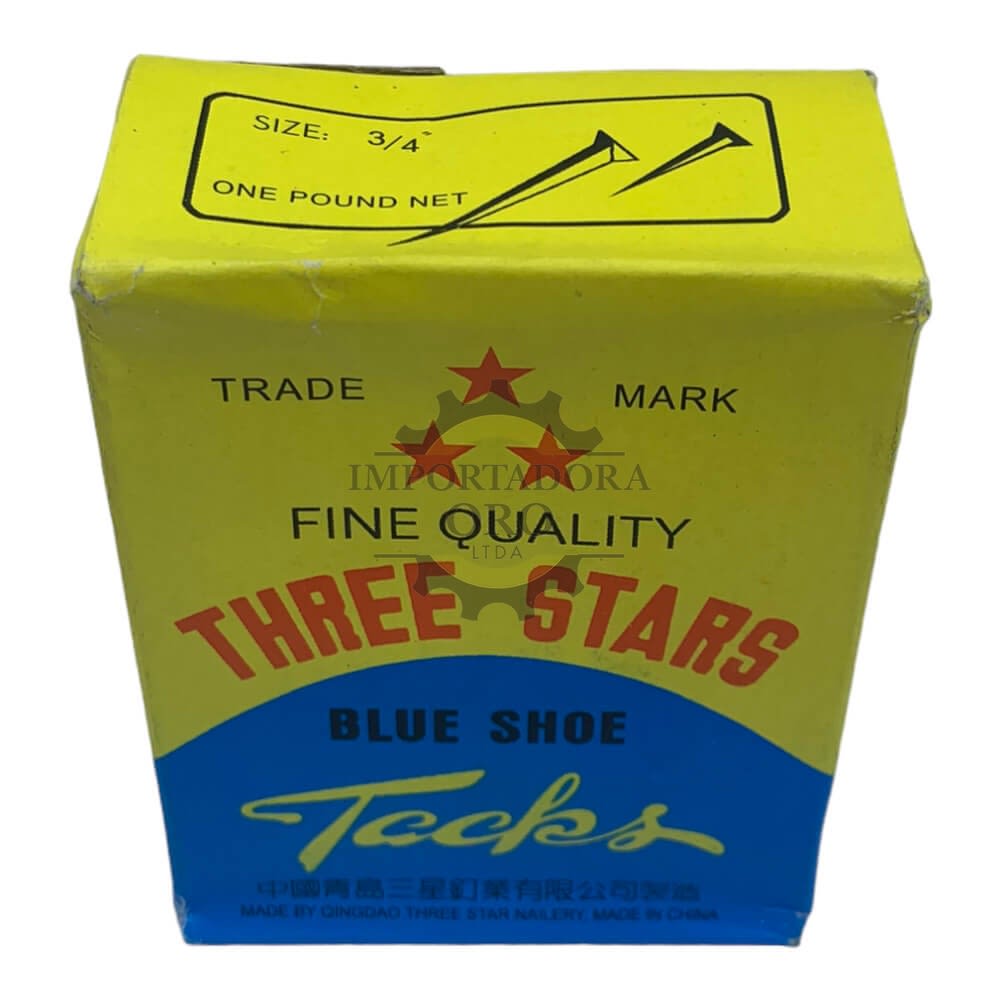 SIZE: 3/4"
ONE POUND NET
TRADE MARK
IMPORTADORA
ORO
LTDA
FINE QUALITY
THREE STARS
BLUE SHOE
Tacks
中國青島三星釘業有限公司製造
MADE BY QINGDAO THREE STAR NAILERY, MADE IN CHINA